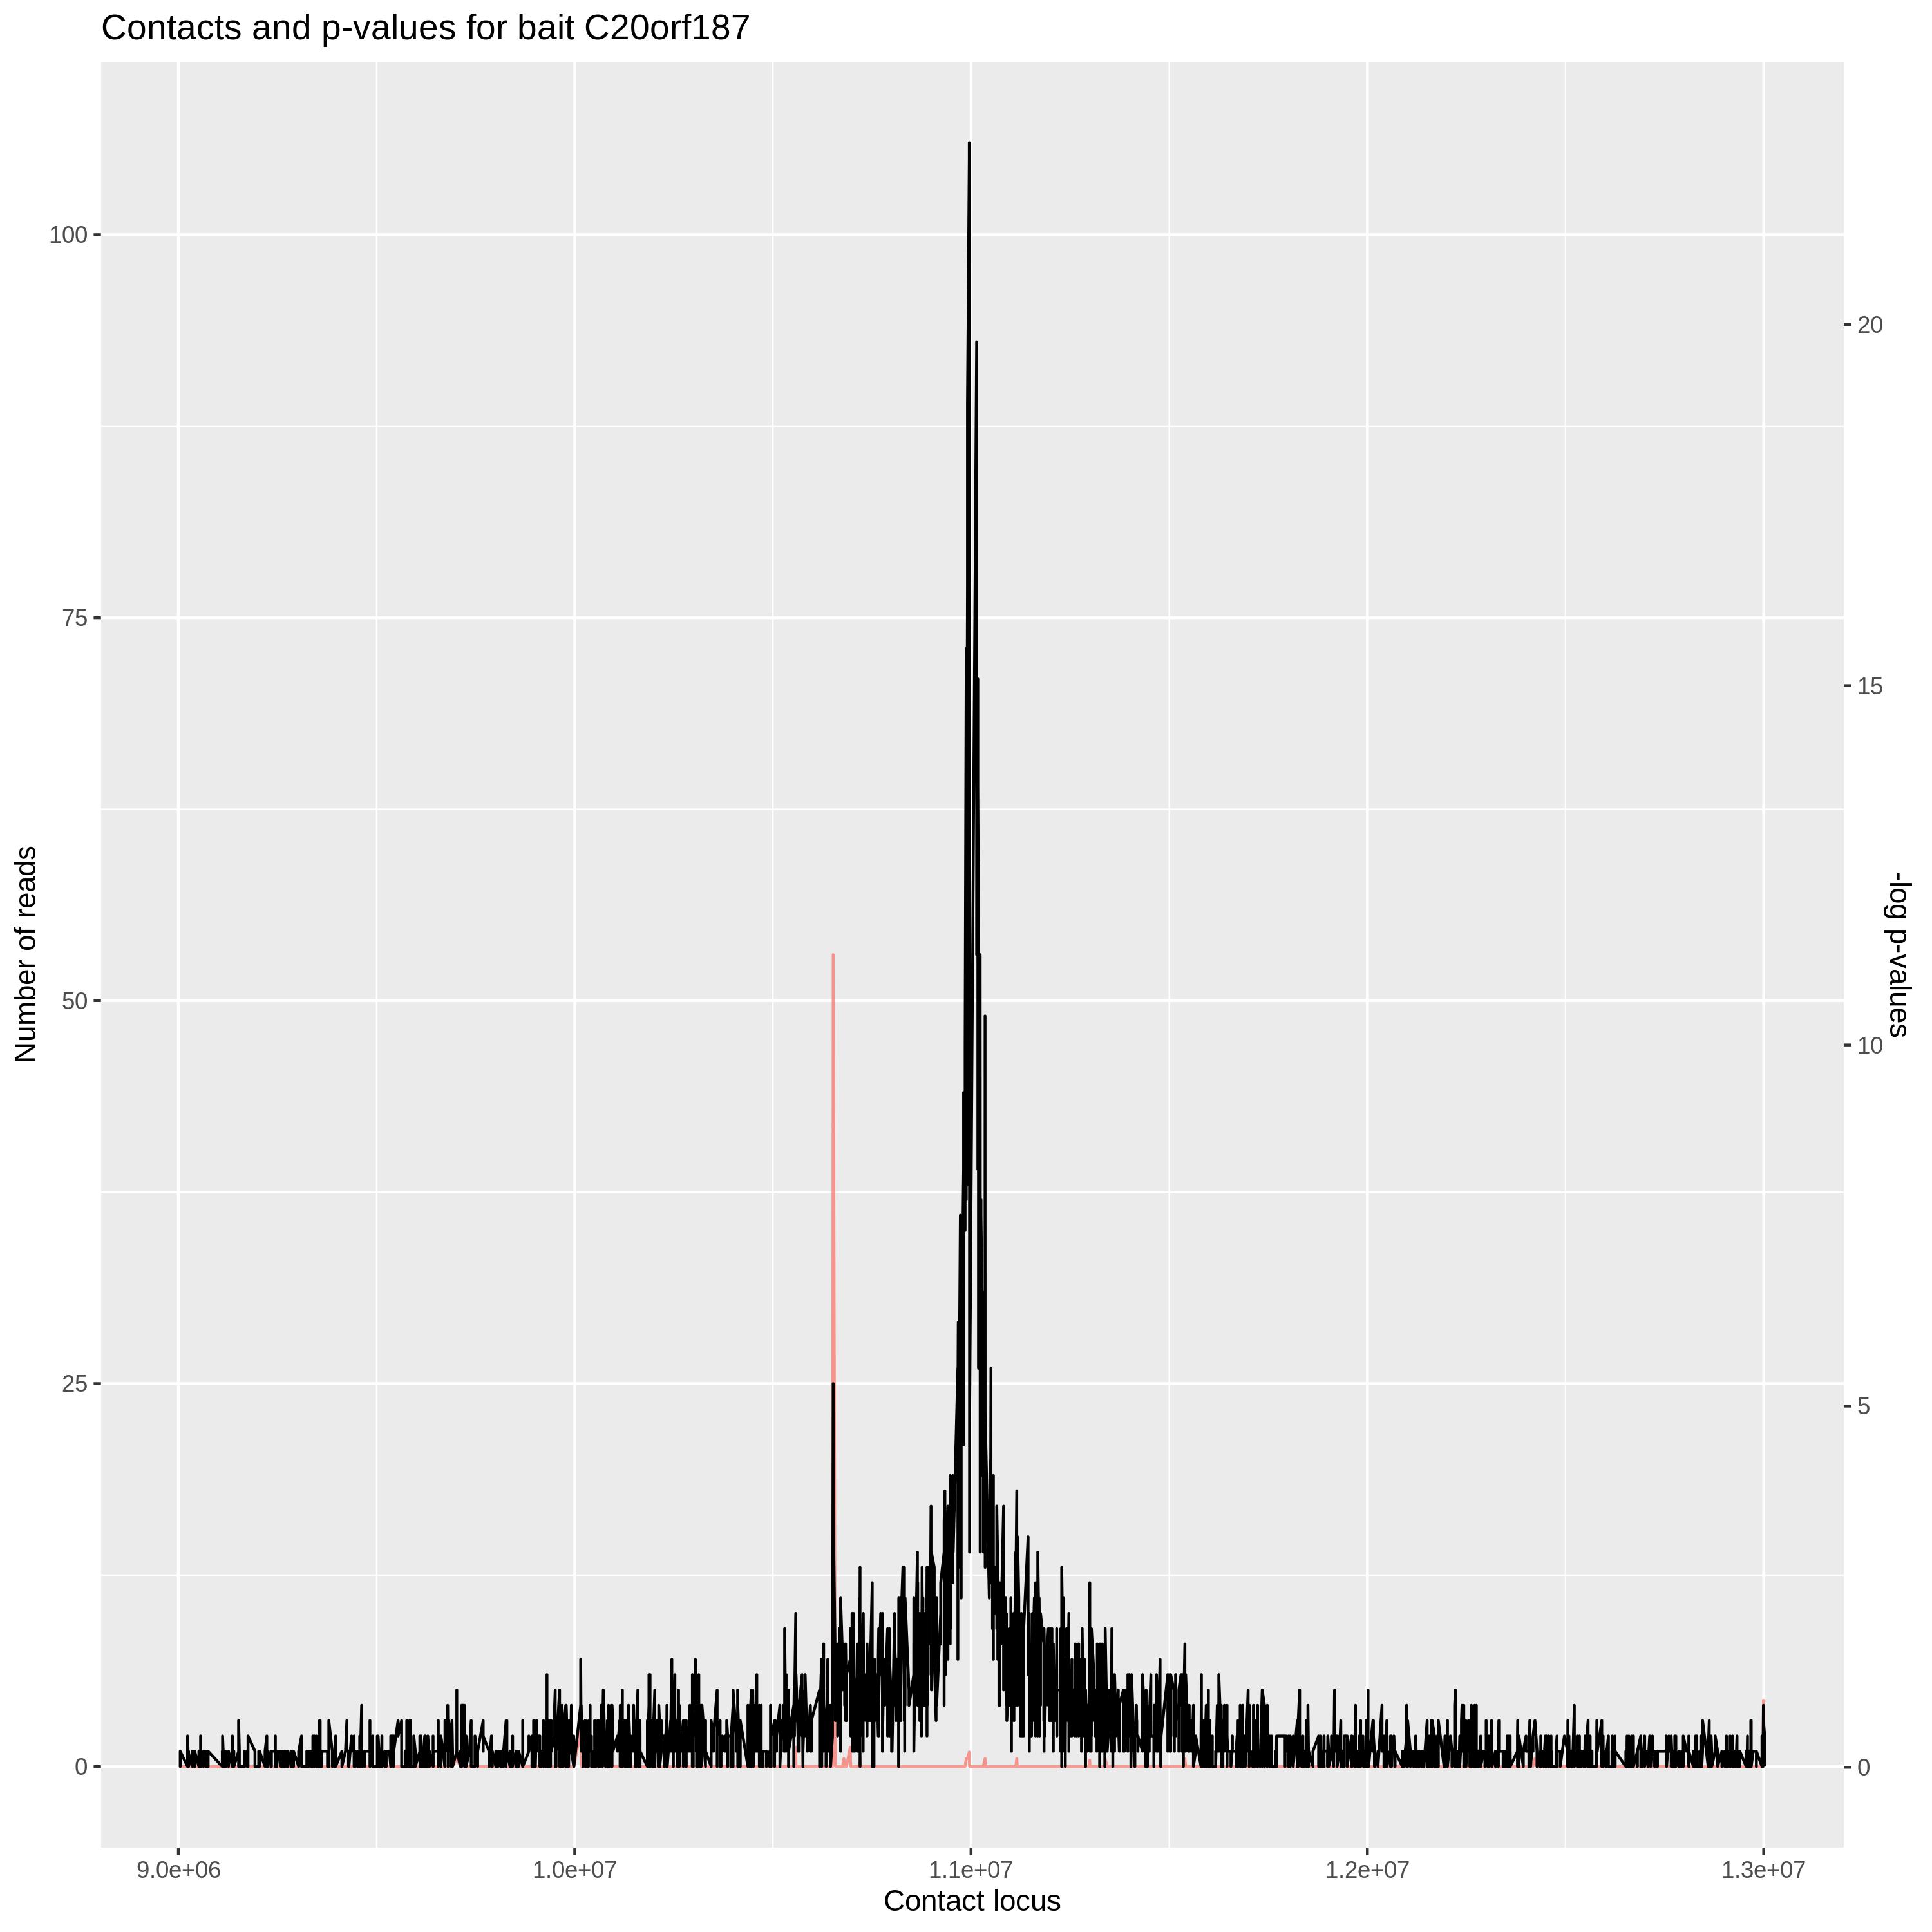 Contacts and p-values for bait C20orf187
100
75
50
25
0
Number of reads
20
15
10
5
0
-log p-values
9.0e+06
1.0e+07
1.1e+07
1.2e+07
1.3e+07
Contact locus